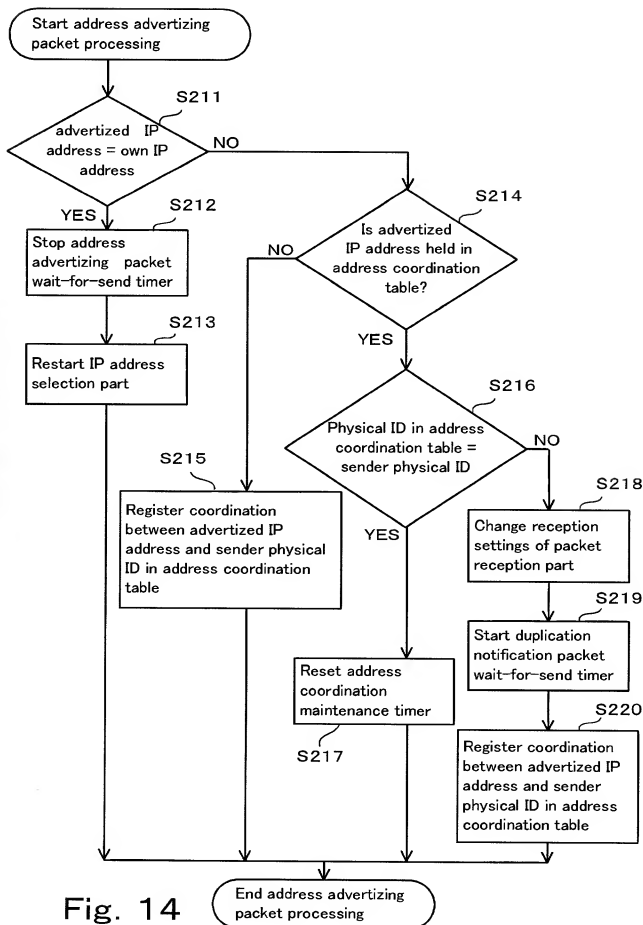 Start address advertizing
packet processing
S211
advertized IP
address = own IP
address
NO
YES
S212
Stop address
advertizing packet
wait-for-send timer
S213
Restart IP address
selection part
S214
Is advertized
IP address held in
address coordination
table?
NO
YES
S215
Register coordination
between advertized IP
address and sender physical
ID in address coordination
table
S216
Physical ID in address
coordination table =
sender physical ID
NO
YES
Reset address
coordination
maintenance timer
S217
S218
Change reception
settings of packet
reception part
S219
Start duplication
notification packet
wait-for-send timer
S220
Register coordination
between advertized IP
address and sender
physical ID in address
coordination table
End address advertizing
packet processing
Fig. 14